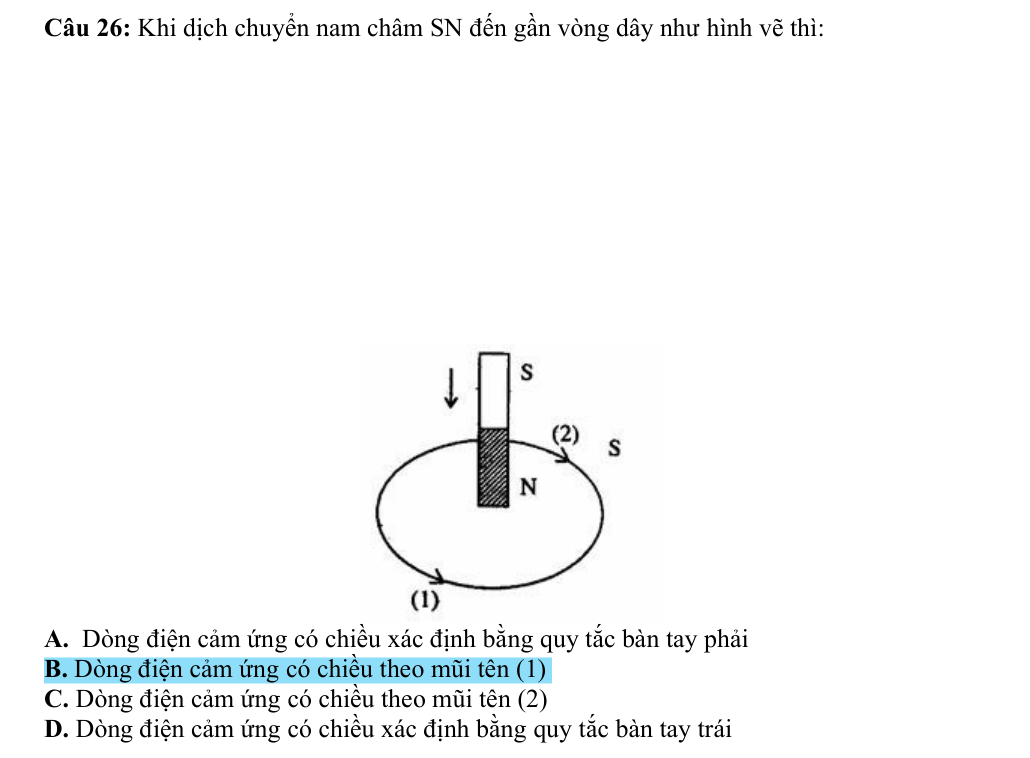 Câu 26: Khi dịch chuyển nam châm SN đến gần vòng dây như hình vẽ thì:
S
(2)
S
N
(1)
A. Dòng điện cảm ứng có chiều xác định bằng quy tắc bàn tay phải
B. Dòng điện cảm ứng có chiều theo mũi tên (1)
C. Dòng điện cảm ứng có chiều theo mũi tên (2)
D. Dòng điện cảm ứng có chiều xác định bằng quy tắc bàn tay trái